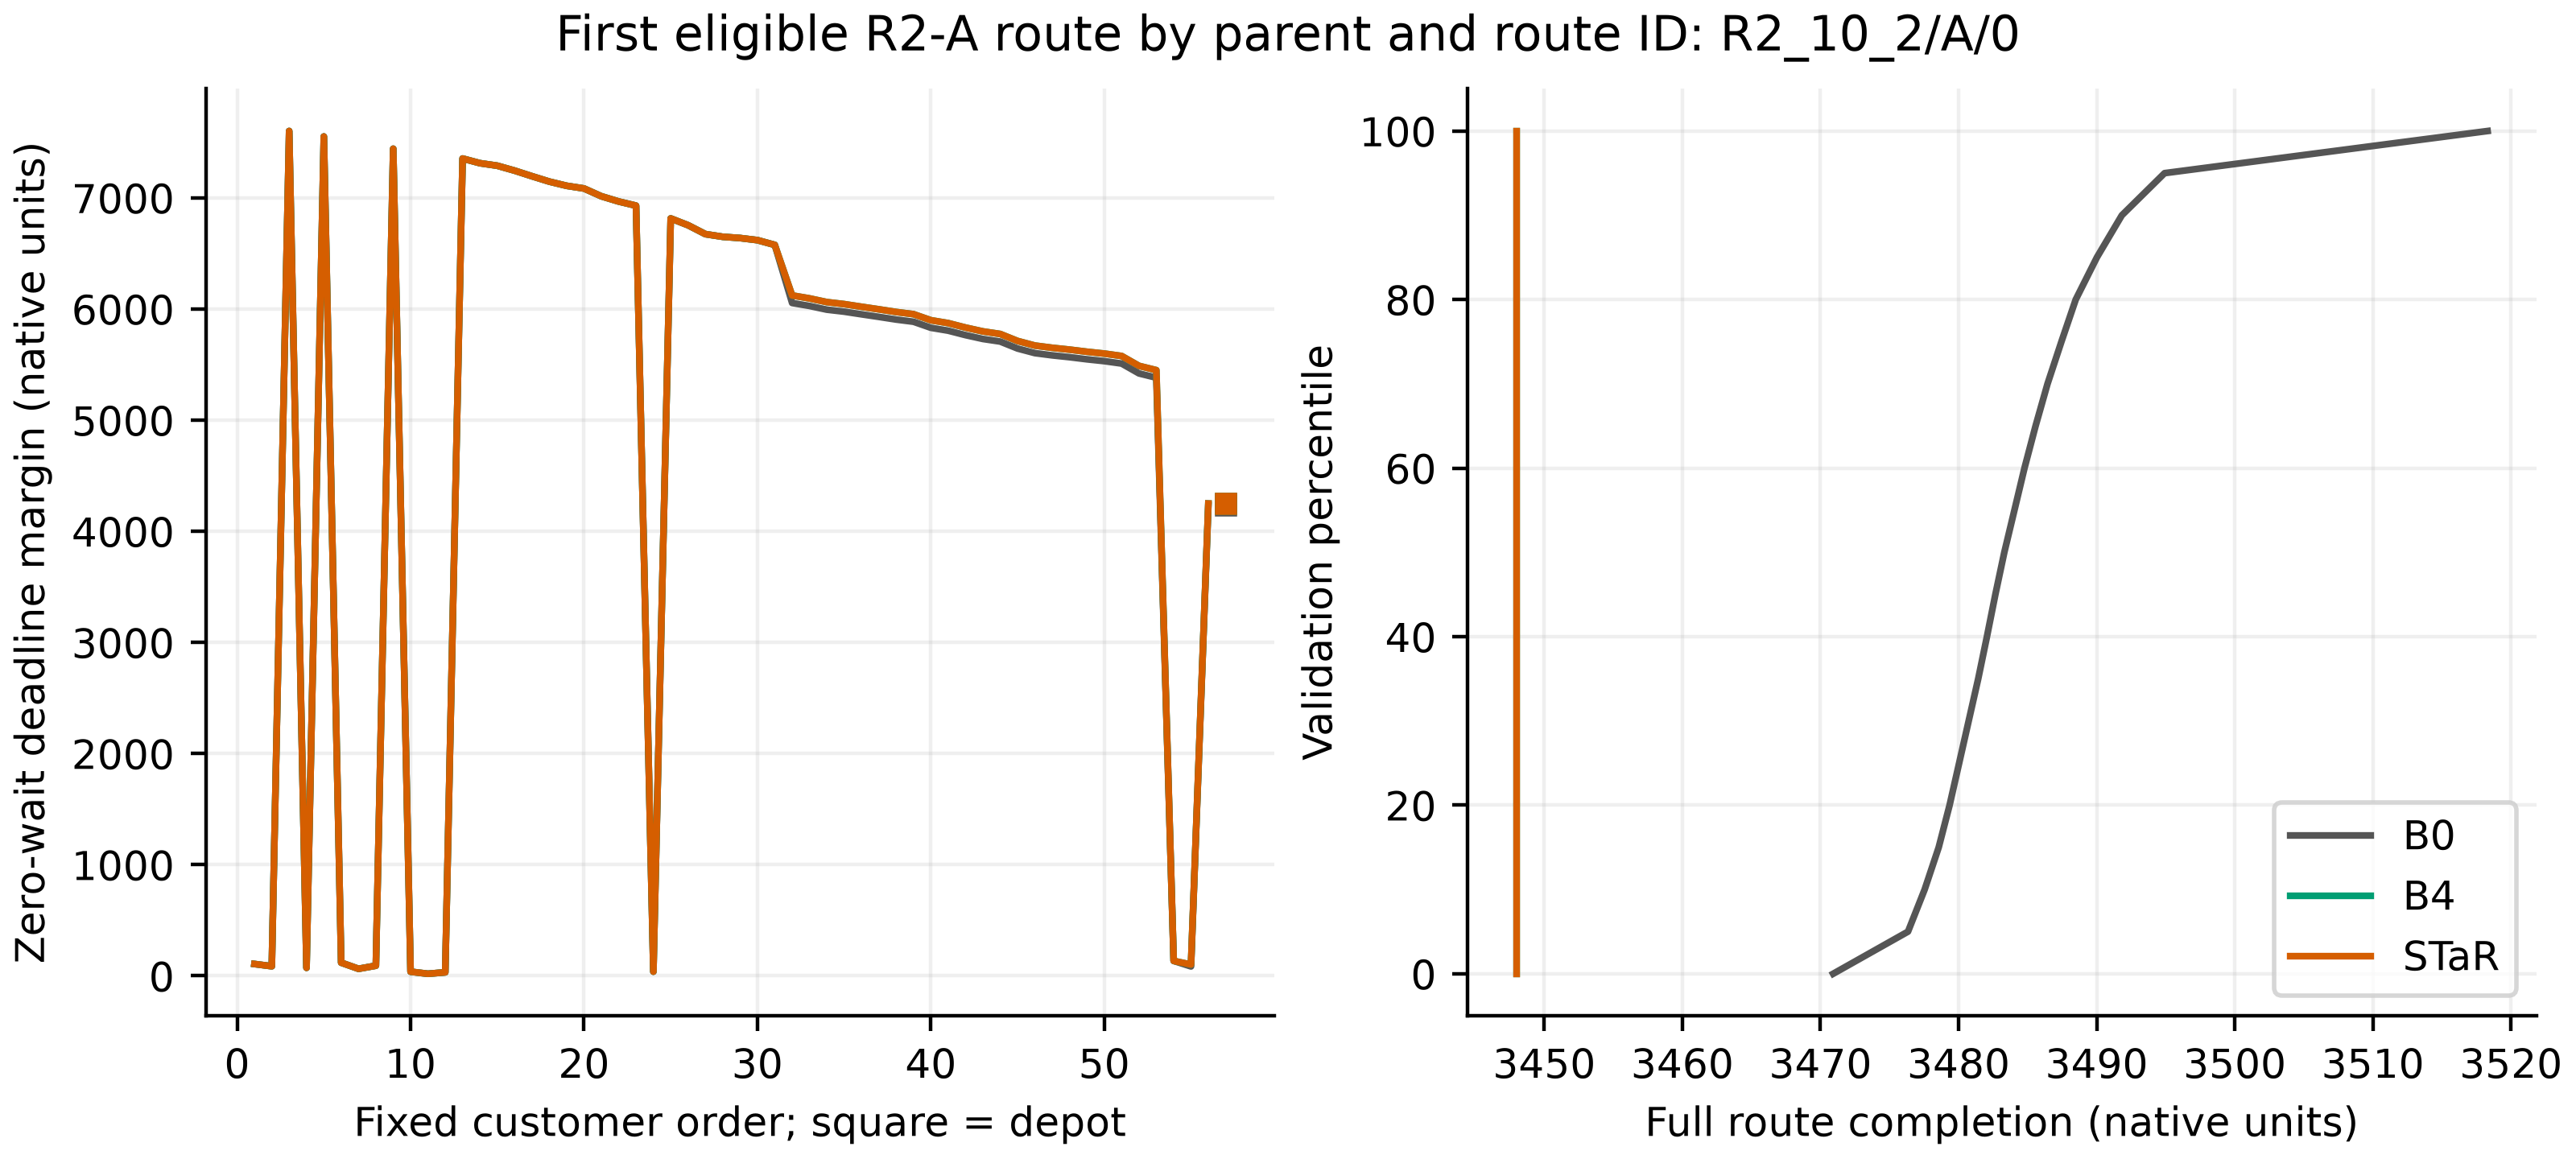 First eligible R2-A route by parent and route ID: R2_10_2/A/0
Zero-wait deadline margin (native units)
7000
6000
5000
4000
3000
2000
1000
0
0 10 20 30 40 50
Fixed customer order; square = depot
Validation percentile
100
80
60
40
20
0
3450 3460 3470 3480 3490 3500 3510 3520
Full route completion (native units)
B0
B4
STaR